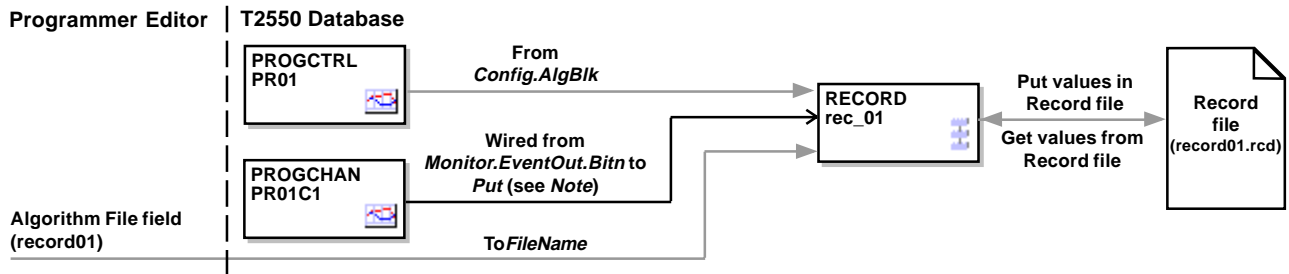 Programmer Editor
T2550 Database
PROGCTRL
PR01
From
Config.AlgBlk
PROGCHAN
PR01C1
Wired from
Monitor.EventOut.Bitn to
Put (see Note)
RECORD
rec_01
Put values in
Record file
Get values from
Record file
Record
file
(record01.rcd)
Algorithm File field
(record01)
ToFileName